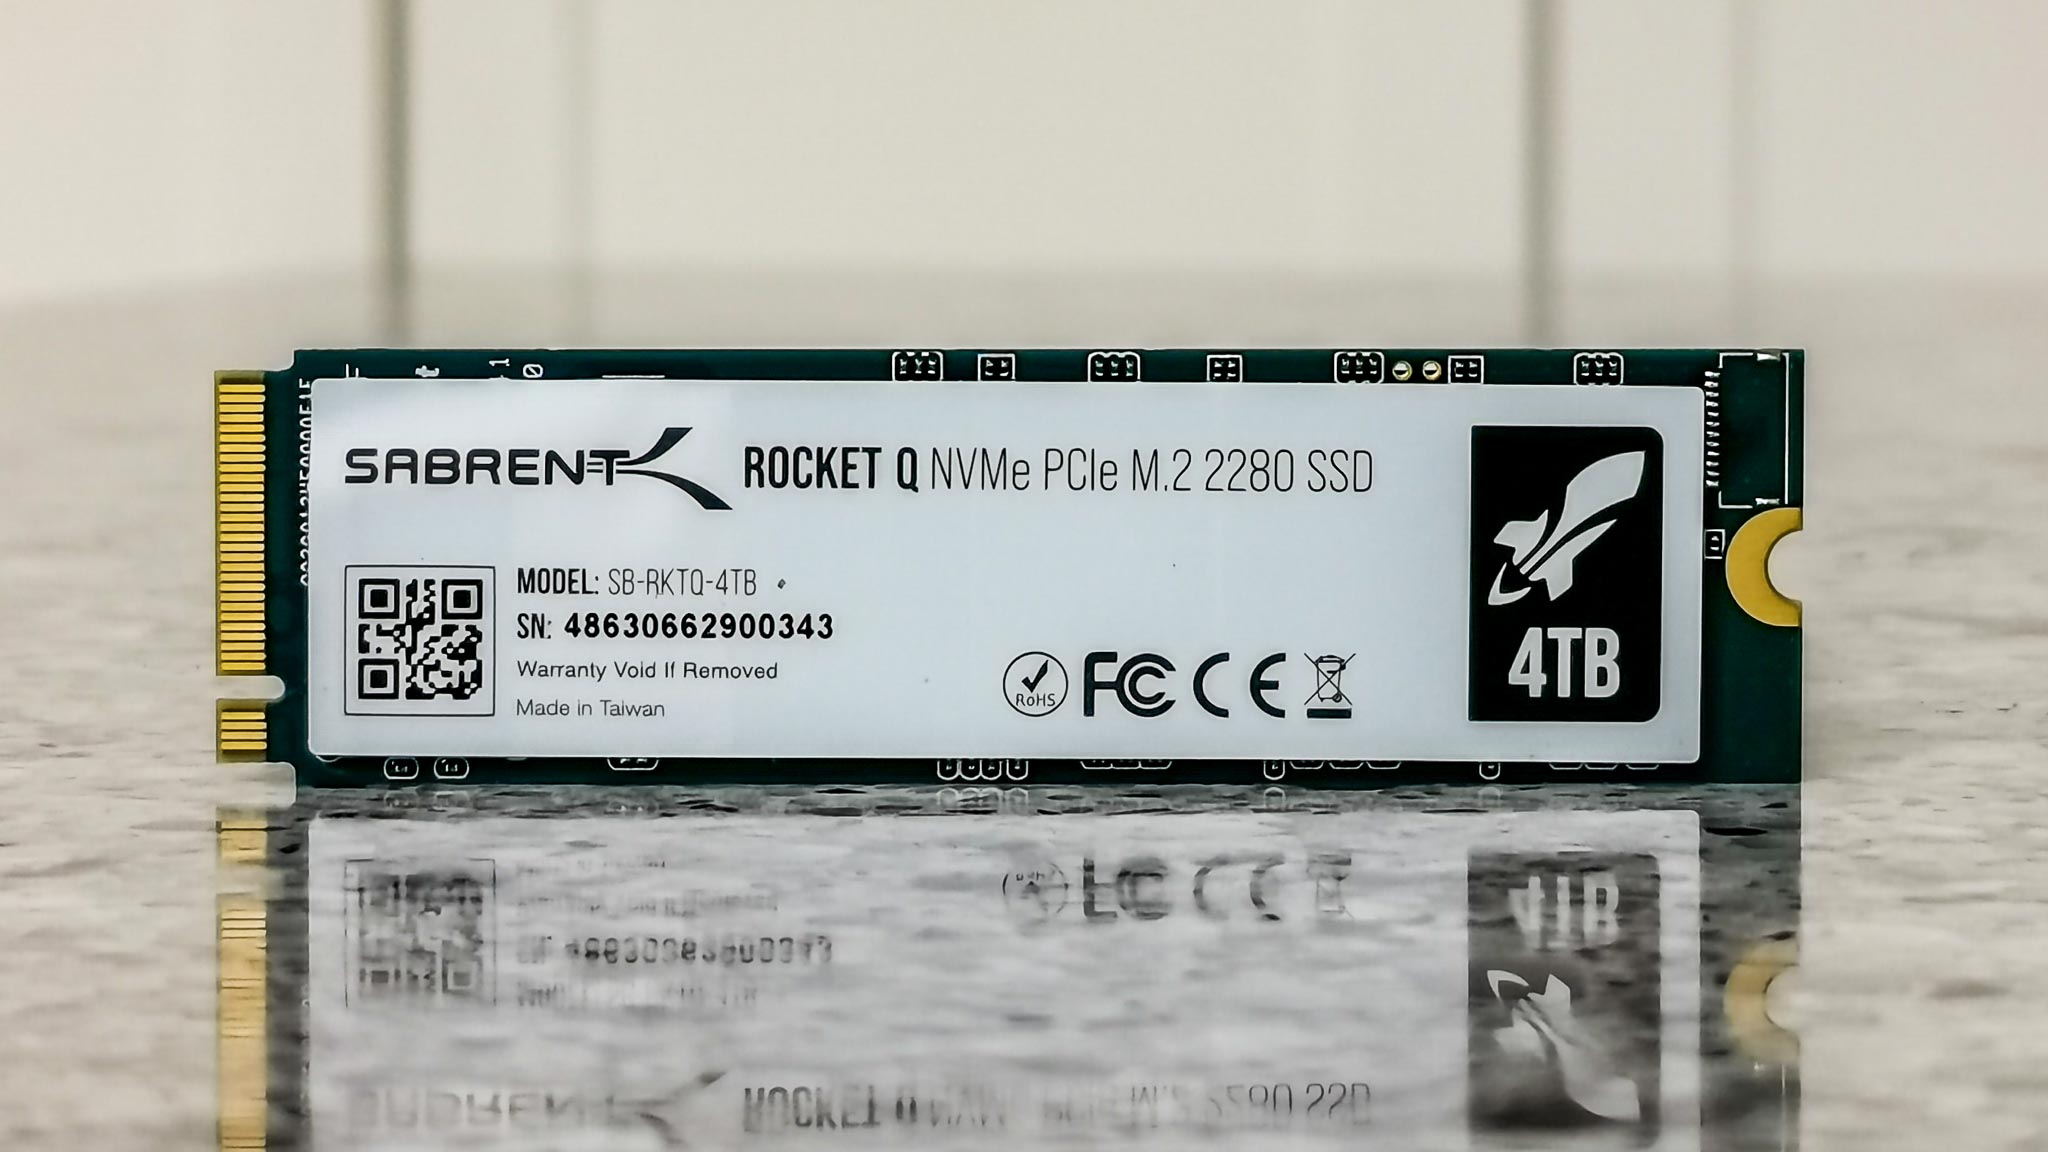 SABRENT ROCKET Q NVMe PCIe M.2 2280 SSD
MODEL: SB-RKTQ-4TB
SN: 48630662900343
Warranty Void If Removed
Made in Taiwan
RoHS FC CE
4TB